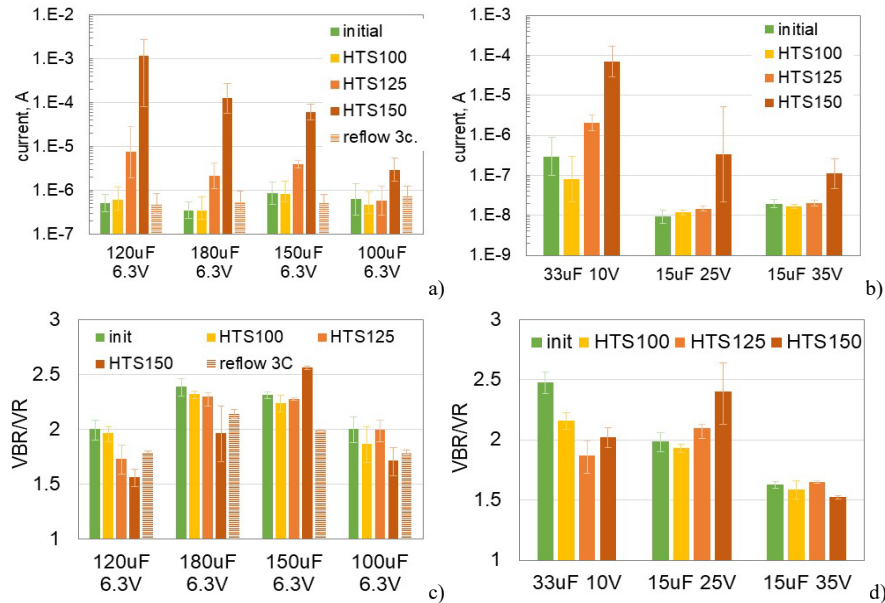 1.E-2
1.E-3
1.E-4
1.E-5
1.E-6
1.E-7
current, A
initial
HTS100
HTS125
HTS150
reflow 3c.
120uF
6.3V
180uF
6.3V
150uF
6.3V
100uF
6.3V
a)
1.E-3
1.E-4
1.E-5
1.E-6
1.E-7
1.E-8
1.E-9
current, A
initial
HTS100
HTS125
HTS150
33uF 10V
15uF 25V
15uF 35V
b)
3
2.5
2
1.5
1
VBR/VR
init
HTS100
HTS125
HTS150
reflow 3C
120uF
6.3V
180uF
6.3V
150uF
6.3V
100uF
6.3V
c)
3
2.5
2
1.5
1
VBR/VR
init
HTS100
HTS125
HTS150
33uF 10V
15uF 25V
15uF 35V
d)